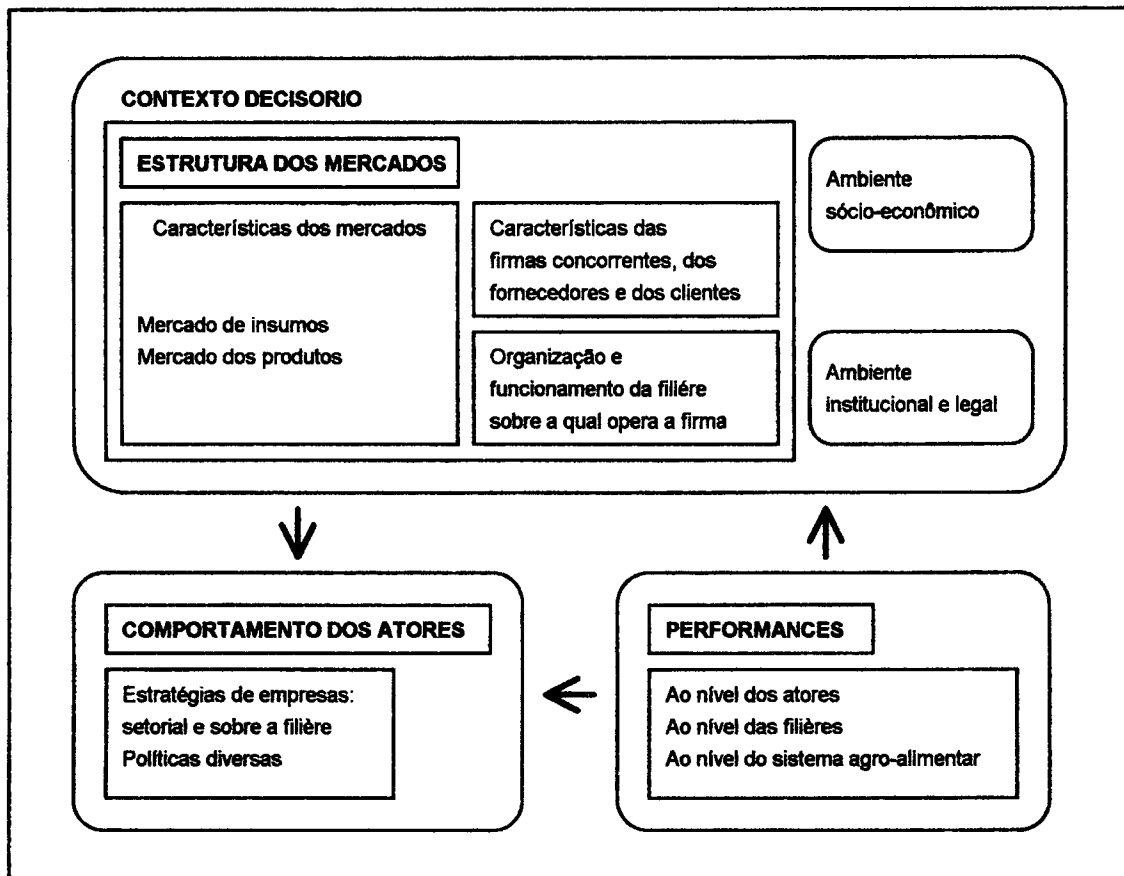 CONTEXTO DECISORIO
ESTRUTURA DOS MERCADOS
Características dos mercados
Mercado de insumos
Mercado dos produtos
Características das
firmas concorrentes, dos
fornecedores e dos clientes
Organização e
funcionamento da filiére
sobre a qual opera a firma
Ambiente
sócio-econômico
Ambiente
institucional e legal
COMPORTAMENTO DOS ATORES
Estratégias de empresas:
setorial e sobre a filière
Políticas diversas
PERFORMANCES
Ao nível dos atores
Ao nível das filières
Ao nível do sistema agro-alimentar